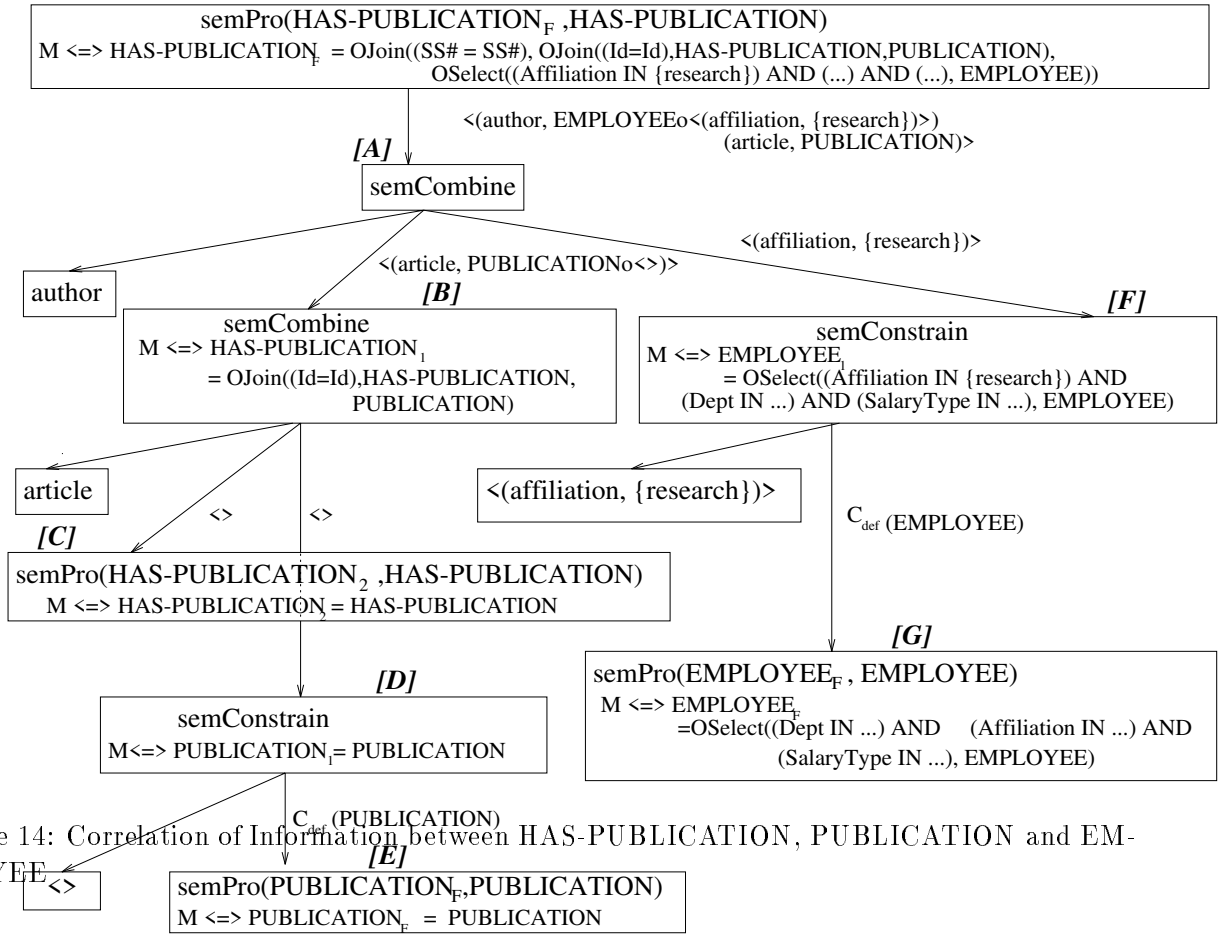 semPro(HAS-PUBLICATION_F ,HAS-PUBLICATION)
M <=> HAS-PUBLICATION_F = OJoin((SS# = SS#), OJoin((Id=Id),HAS-PUBLICATION,PUBLICATION),
OSelect((Affiliation IN {research}) AND (...) AND (...), EMPLOYEE))
<(author, EMPLOYEEo<(affiliation, {research})>)
(article, PUBLICATION)>
[A]
semCombine
<(affiliation, {research})>
<(article, PUBLICATIONo<>)>
author
[B]
semCombine
M <=> HAS-PUBLICATION_1
= OJoin((Id=Id),HAS-PUBLICATION,
PUBLICATION)
[F]
semConstrain
M <=> EMPLOYEE_1
= OSelect((Affiliation IN {research}) AND
(Dept IN ...) AND (SalaryType IN ...), EMPLOYEE)
article
<(affiliation, {research})>
<>
<>
C_def (EMPLOYEE)
[C]
semPro(HAS-PUBLICATION_2 ,HAS-PUBLICATION)
M <=> HAS-PUBLICATION_2 = HAS-PUBLICATION
[D]
semConstrain
M<=> PUBLICATION_1= PUBLICATION
[G]
semPro(EMPLOYEE_F , EMPLOYEE)
M <=> EMPLOYEE_F
=OSelect((Dept IN ...) AND (Affiliation IN ...) AND
(SalaryType IN ...), EMPLOYEE)
C_def (PUBLICATION)
e 14: Correlation of Information between HAS-PUBLICATION, PUBLICATION and EM-
YEE
<>
[E]
semPro(PUBLICATION_F,PUBLICATION)
M <=> PUBLICATION_F = PUBLICATION